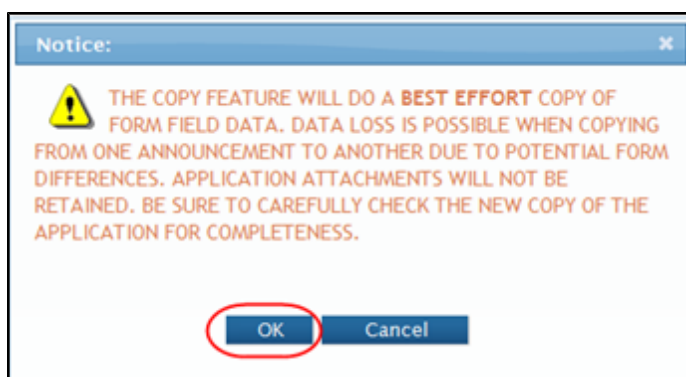 Notice:
THE COPY FEATURE WILL DO A BEST EFFORT COPY OF
FORM FIELD DATA. DATA LOSS IS POSSIBLE WHEN COPYING
FROM ONE ANNOUNCEMENT TO ANOTHER DUE TO POTENTIAL FORM
DIFFERENCES. APPLICATION ATTACHMENTS WILL NOT BE
RETAINED. BE SURE TO CAREFULLY CHECK THE NEW COPY OF THE
APPLICATION FOR COMPLETENESS.
OK Cancel